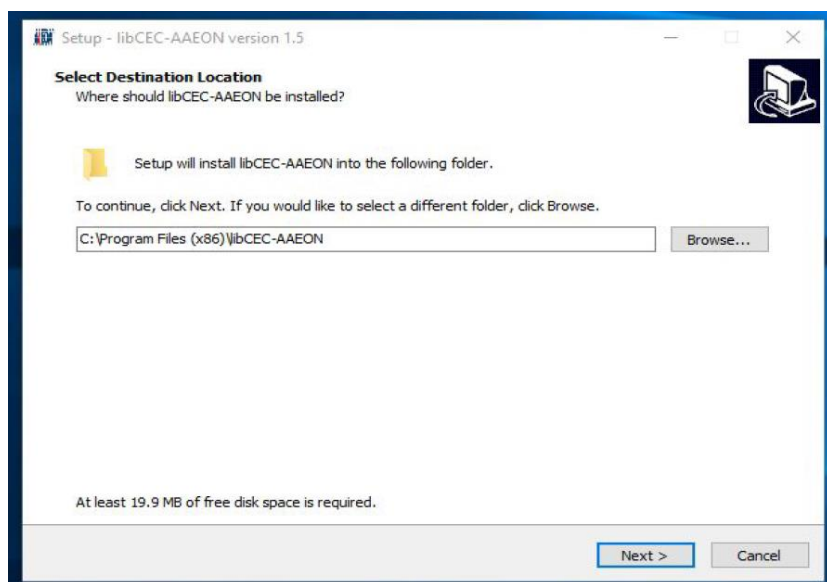 Setup - libCEC-AAEON version 1.5
Select Destination Location
Where should libCEC-AAEON be installed?
Setup will install libCEC-AAEON into the following folder.
To continue, click Next. If you would like to select a different folder, click Browse.
C:\Program Files (x86)\libCEC-AAEON
Browse...
At least 19.9 MB of free disk space is required.
Next >
Cancel